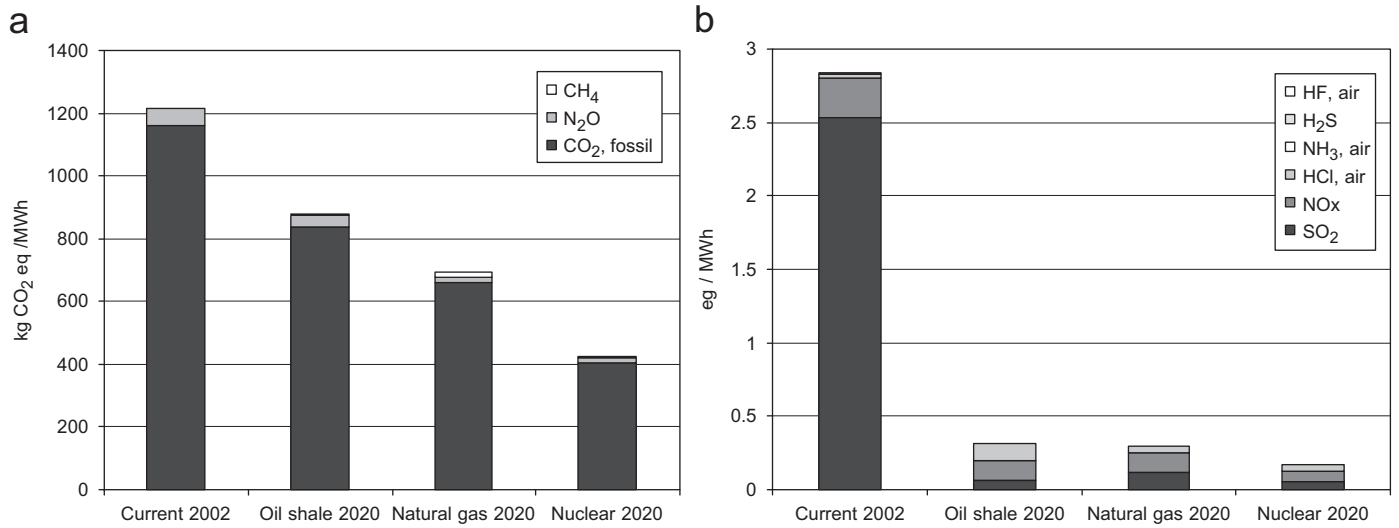 a
1400
1200
1000
800
600
400
200
0
kg CO2 eq /MWh
CH4
N2O
CO2, fossil
Current 2002 Oil shale 2020 Natural gas 2020 Nuclear 2020
b
3
2.5
2
1.5
1
0.5
0
eg / MWh
HF, air
H2S
NH3, air
HCl, air
NOx
SO2
Current 2002 Oil shale 2020 Natural gas 2020 Nuclear 2020